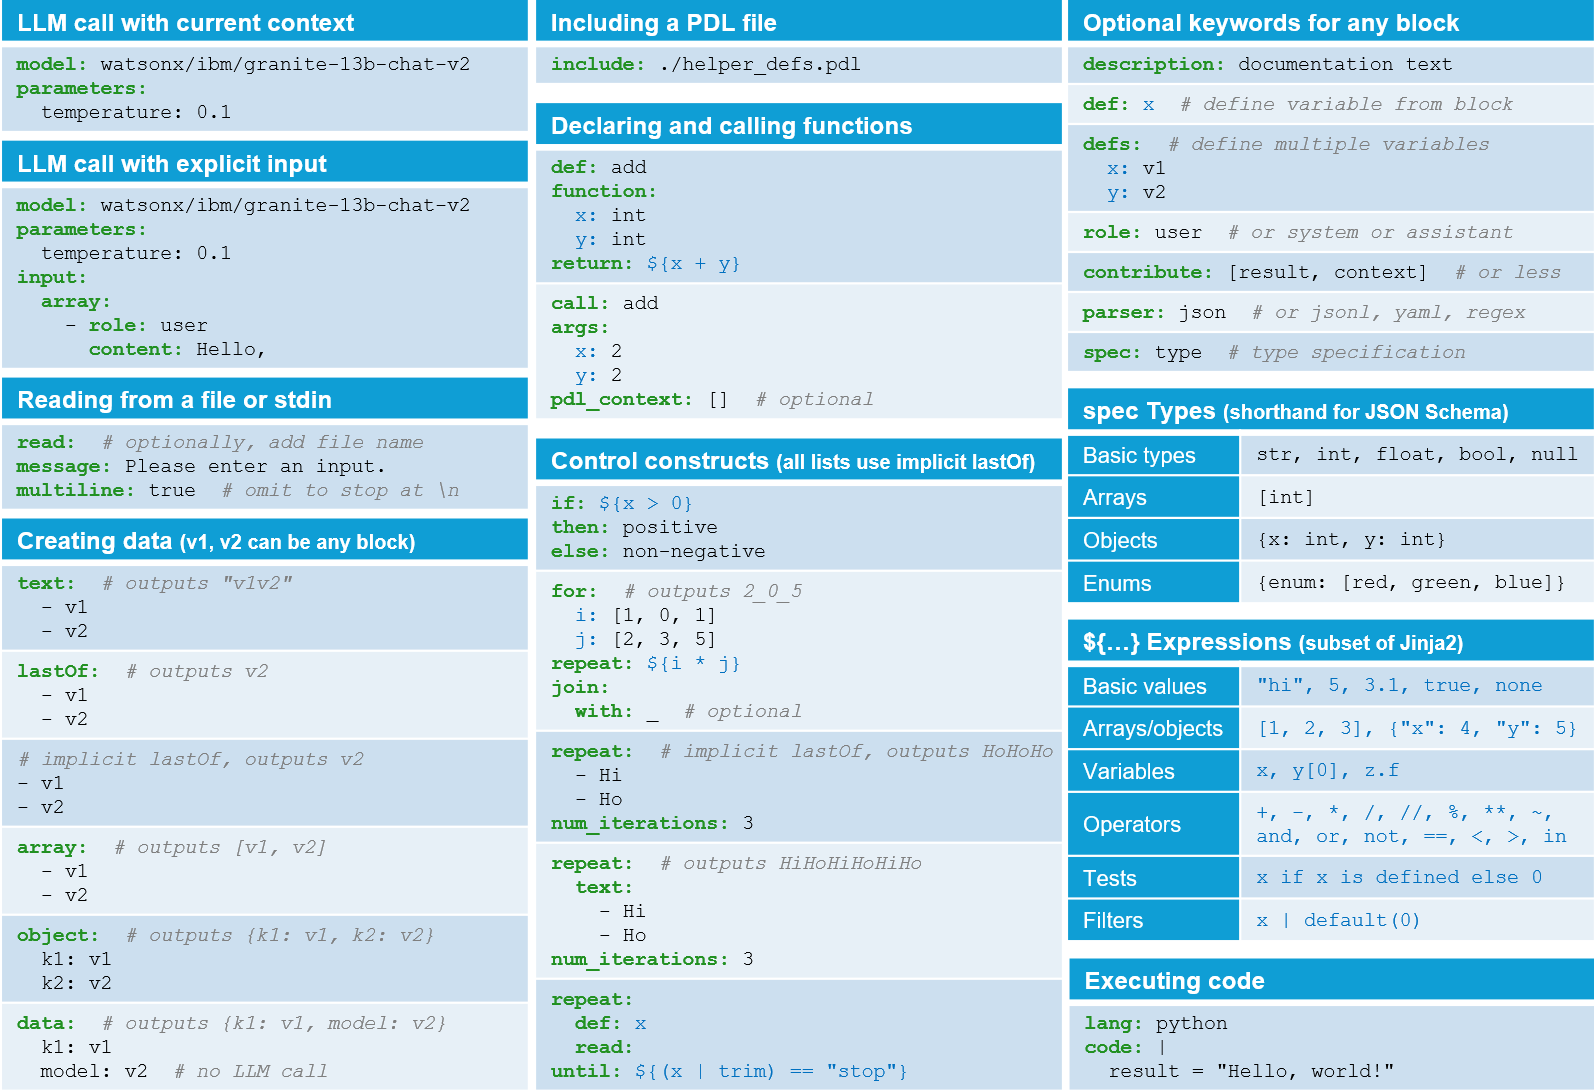 LLM call with current context
model: watsonx/ibm/granite-13b-chat-v2
parameters:
  temperature: 0.1
LLM call with explicit input
model: watsonx/ibm/granite-13b-chat-v2
parameters:
  temperature: 0.1
input:
  array:
    - role: user
      content: Hello,
Reading from a file or stdin
read:  # optionally, add file name
message: Please enter an input.
multiline: true  # omit to stop at \n
Creating data (v1, v2 can be any block)
text:  # outputs "v1v2"
  - v1
  - v2
lastOf:  # outputs v2
  - v1
  - v2
# implicit lastOf, outputs v2
- v1
- v2
array:  # outputs [v1, v2]
  - v1
  - v2
object:  # outputs {k1: v1, k2: v2}
  k1: v1
  k2: v2
data:  # outputs {k1: v1, model: v2}
  k1: v1
  model: v2  # no LLM call
Including a PDL file
include: ./helper_defs.pdl
Declaring and calling functions
def: add
function:
  x: int
  y: int
return: ${x + y}
call: add
args:
  x: 2
  y: 2
pdl_context: []  # optional
Control constructs (all lists use implicit lastOf)
if: ${x > 0}
then: positive
else: non-negative
for:  # outputs 2_0_5
  i: [1, 0, 1]
  j: [2, 3, 5]
repeat: ${i * j}
join:
  with: _  # optional
repeat:  # implicit lastOf, outputs HoHoHo
  - Hi
  - Ho
num_iterations: 3
repeat:  # outputs HiHoHiHoHiHo
  text:
    - Hi
    - Ho
num_iterations: 3
repeat:
  def: x
  read:
until: ${(x | trim) == "stop"}
Optional keywords for any block
description: documentation text
def: x  # define variable from block
defs:  # define multiple variables
  x: v1
  y: v2
role: user  # or system or assistant
contribute: [result, context]  # or less
parser: json  # or jsonl, yaml, regex
spec: type  # type specification
spec Types (shorthand for JSON Schema)
Basic types str, int, float, bool, null
Arrays [int]
Objects {x: int, y: int}
Enums {enum: [red, green, blue]}
${…} Expressions (subset of Jinja2)
Basic values "hi", 5, 3.1, true, none
Arrays/objects [1, 2, 3], {"x": 4, "y": 5}
Variables x, y[0], z.f
Operators +, -, *, /, //, %, **, ~,
and, or, not, ==, <, >, in
Tests x if x is defined else 0
Filters x | default(0)
Executing code
lang: python
code: |
  result = "Hello, world!"